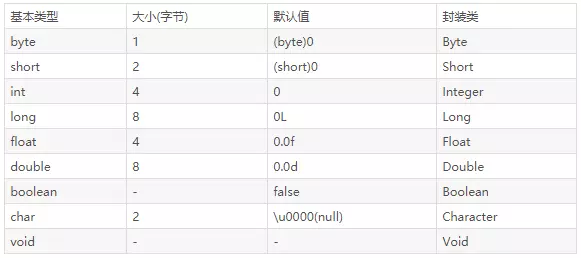 基本类型 大小(字节) 默认值 封装类
byte 1 (byte)0 Byte
short 2 (short)0 Short
int 4 0 Integer
long 8 0L Long
float 4 0.0f Float
double 8 0.0d Double
boolean - false Boolean
char 2 \u0000(null) Character
void - - Void